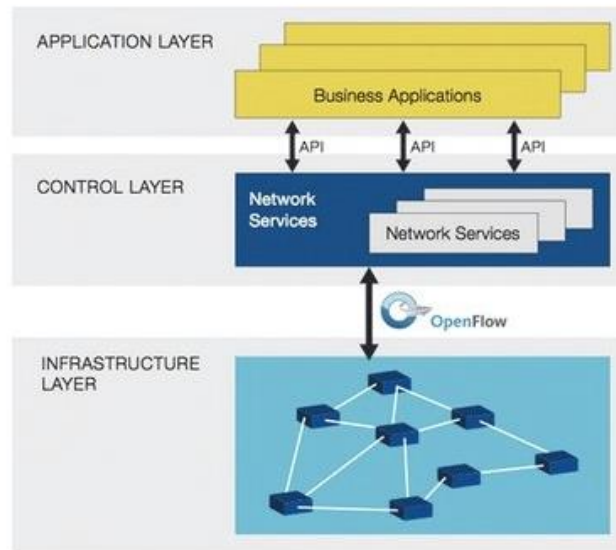 APPLICATION LAYER
Business Applications
API
API
API
CONTROL LAYER
Network
Services
Network Services
OpenFlow
INFRASTRUCTURE
LAYER